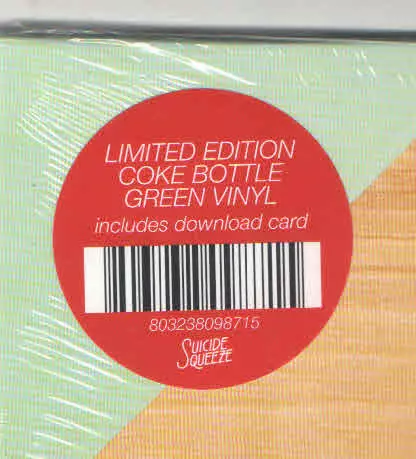 LIMITED EDITION
COKE BOTTLE
GREEN VINYL
includes download card
803238098715
SUICIDE
SQUEEZE